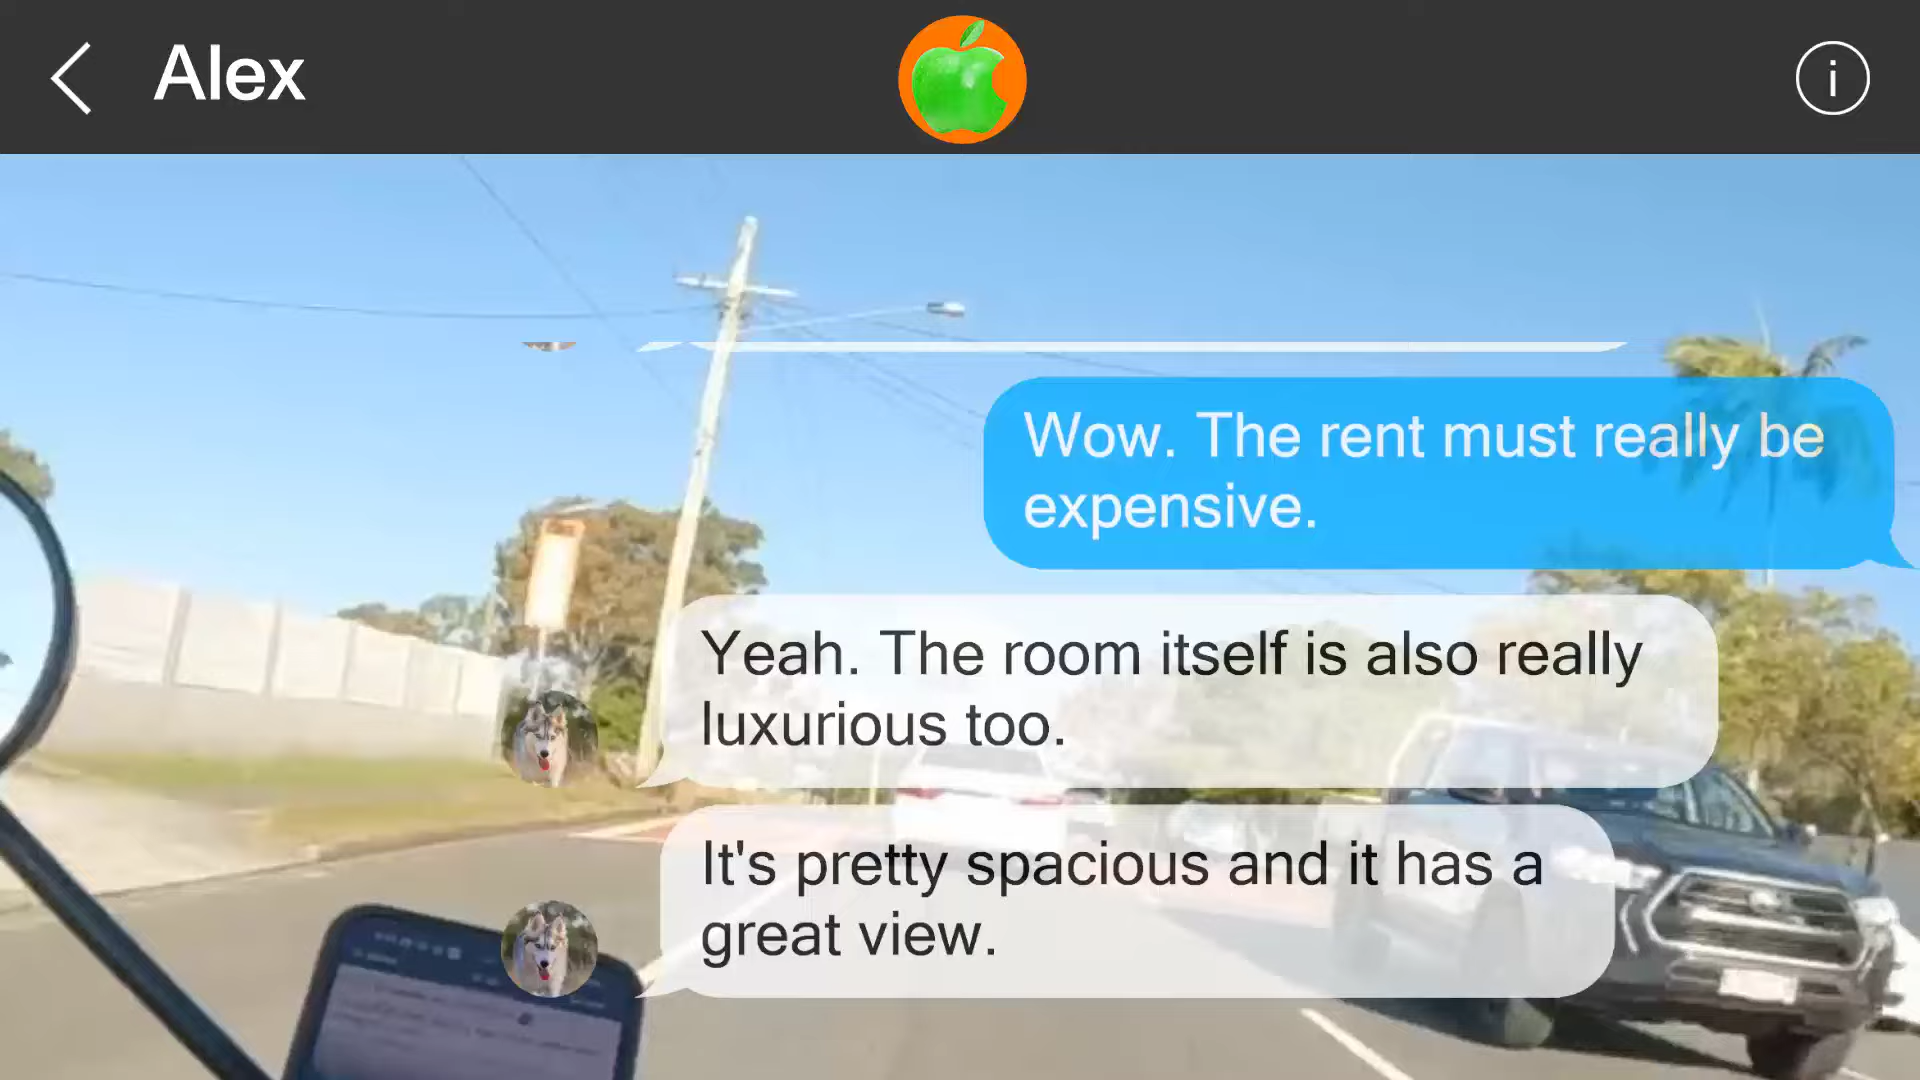 Alex
Wow. The rent must really be
expensive.
Yeah. The room itself is also really
luxurious too.
It's pretty spacious and it has a
great view.